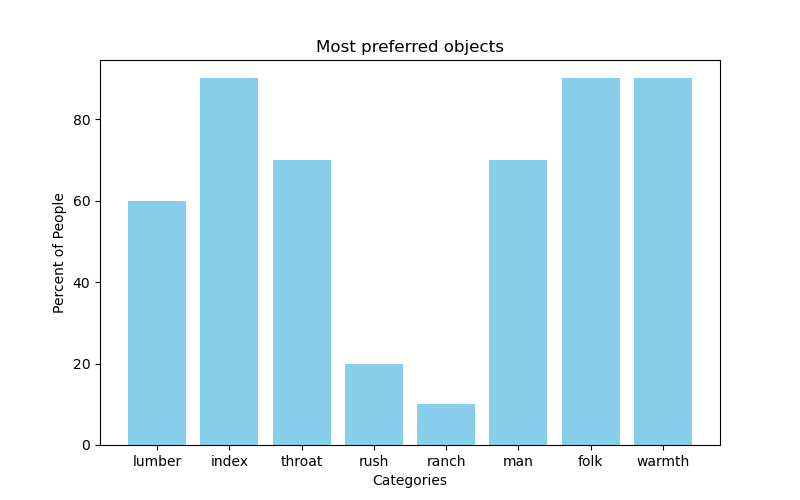 Most preferred objects
Percent of People
80
60
40
20
0
lumber index throat rush ranch man folk warmth
Categories